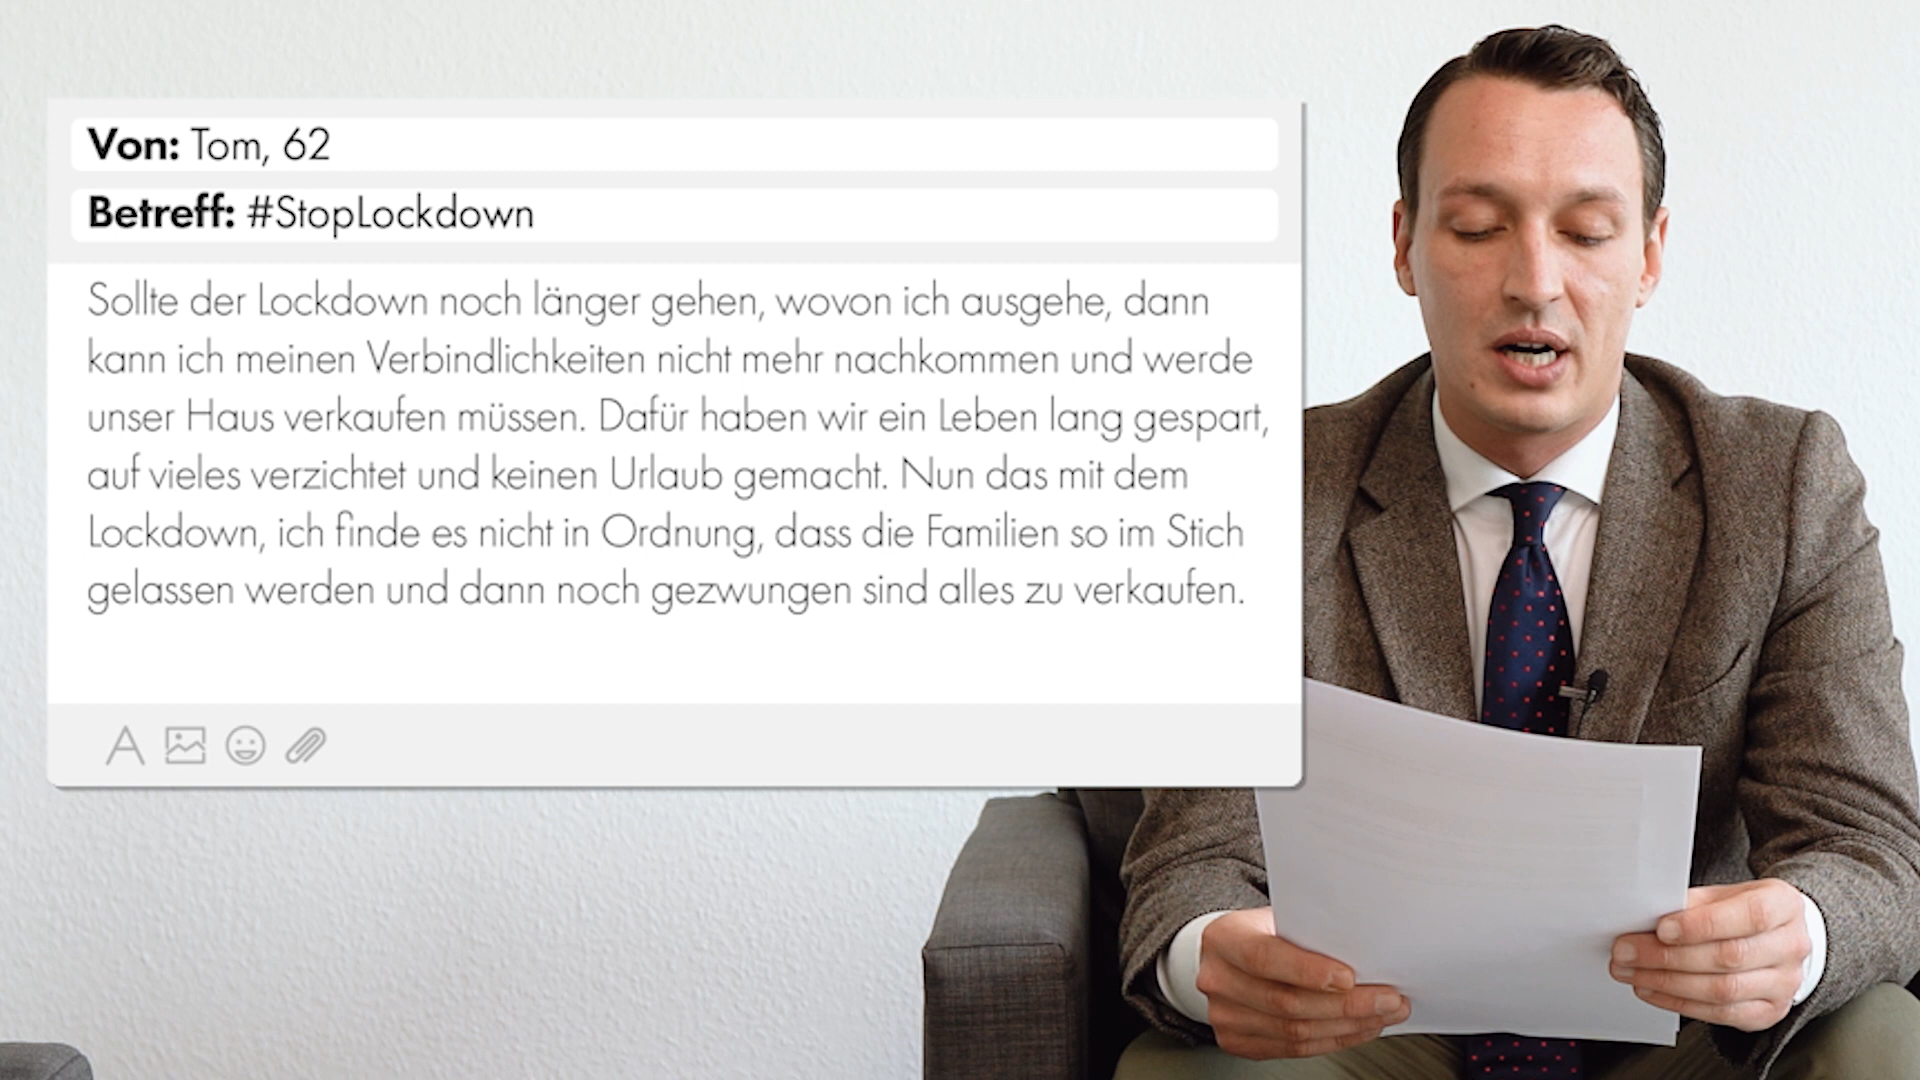 Von: Tom, 62
Betreff: #StopLockdown
Sollte der Lockdown noch länger gehen, wovon ich ausgehe, dann
kann ich meinen Verbindlichkeiten nicht mehr nachkommen und werde
unser Haus verkaufen müssen. Dafür haben wir ein Leben lang gespart,
auf vieles verzichtet und keinen Urlaub gemacht. Nun das mit dem
Lockdown, ich finde es nicht in Ordnung, dass die Familien so im Stich
gelassen werden und dann noch gezwungen sind alles zu verkaufen.